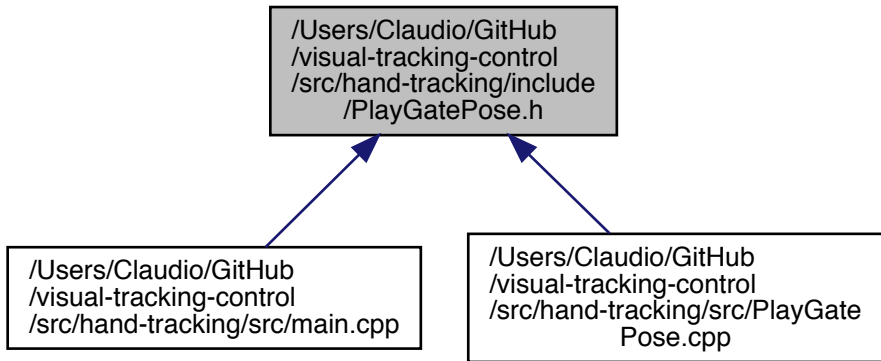 /Users/Claudio/GitHub
/visual-tracking-control
/src/hand-tracking/include
/PlayGatePose.h
/Users/Claudio/GitHub
/visual-tracking-control
/src/hand-tracking/src/main.cpp
/Users/Claudio/GitHub
/visual-tracking-control
/src/hand-tracking/src/PlayGate
Pose.cpp